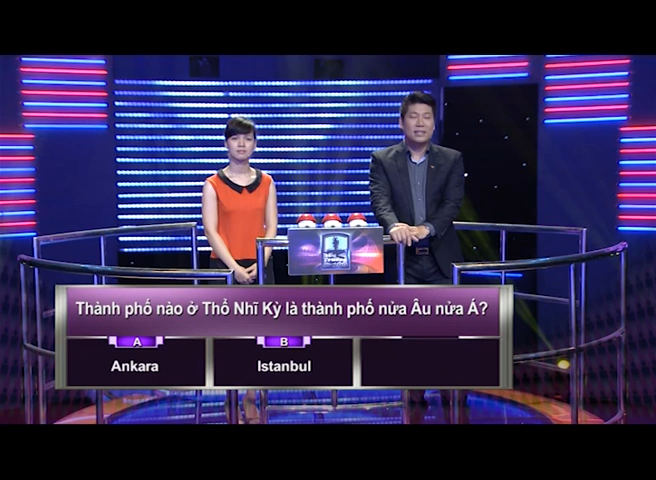 Thành phố nào ở Thổ Nhĩ Kỳ là thành phố nửa Âu nửa Á?
A
B
Ankara
Istanbul